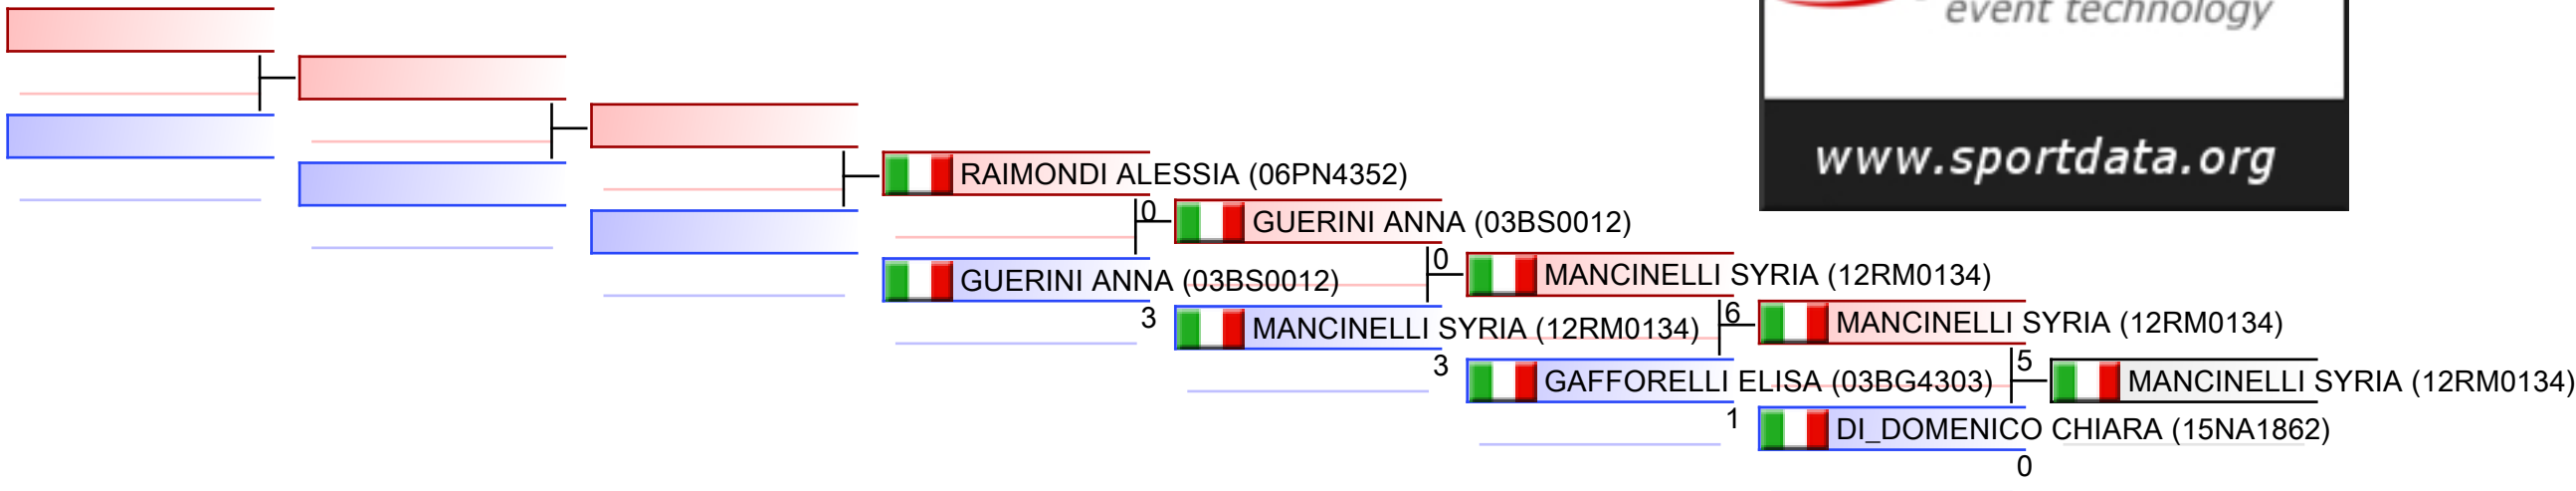 event technology
www.sportdata.org
RAIMONDI ALESSIA (06PN4352)
0
GUERINI ANNA (03BS0012)
GUERINI ANNA (03BS0012)
3
0
MANCINELLI SYRIA (12RM0134)
MANCINELLI SYRIA (12RM0134)
3
6
MANCINELLI SYRIA (12RM0134)
GAFFORELLI ELISA (03BG4303)
1
5
MANCINELLI SYRIA (12RM0134)
DI_DOMENICO CHIARA (15NA1862)
0